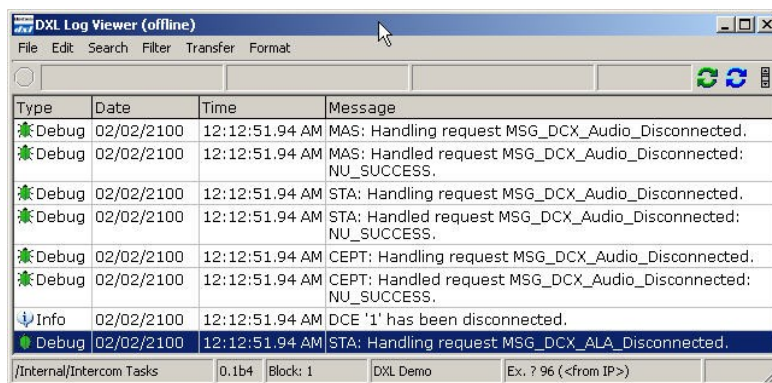 DXL Log Viewer (offline)
File Edit Search Filter Transfer Format
Type Date Time Message
Debug 02/02/2100 12:12:51.94 AM MAS: Handling request MSG_DCX_Audio_Disconnected.
Debug 02/02/2100 12:12:51.94 AM MAS: Handled request MSG_DCX_Audio_Disconnected:
NU_SUCCESS.
Debug 02/02/2100 12:12:51.94 AM STA: Handling request MSG_DCX_Audio_Disconnected.
Debug 02/02/2100 12:12:51.94 AM STA: Handled request MSG_DCX_Audio_Disconnected:
NU_SUCCESS.
Debug 02/02/2100 12:12:51.94 AM CEPT: Handling request MSG_DCX_Audio_Disconnected.
Debug 02/02/2100 12:12:51.94 AM CEPT: Handled request MSG_DCX_Audio_Disconnected:
NU_SUCCESS.
Info 02/02/2100 12:12:51.94 AM DCE '1' has been disconnected.
Debug 02/02/2100 12:12:51.94 AM STA: Handling request MSG_DCX_ALA_Disconnected.
/Internal/Intercom Tasks 0.1b4 Block: 1 DXL Demo Ex. ? 96 (<from IP>)